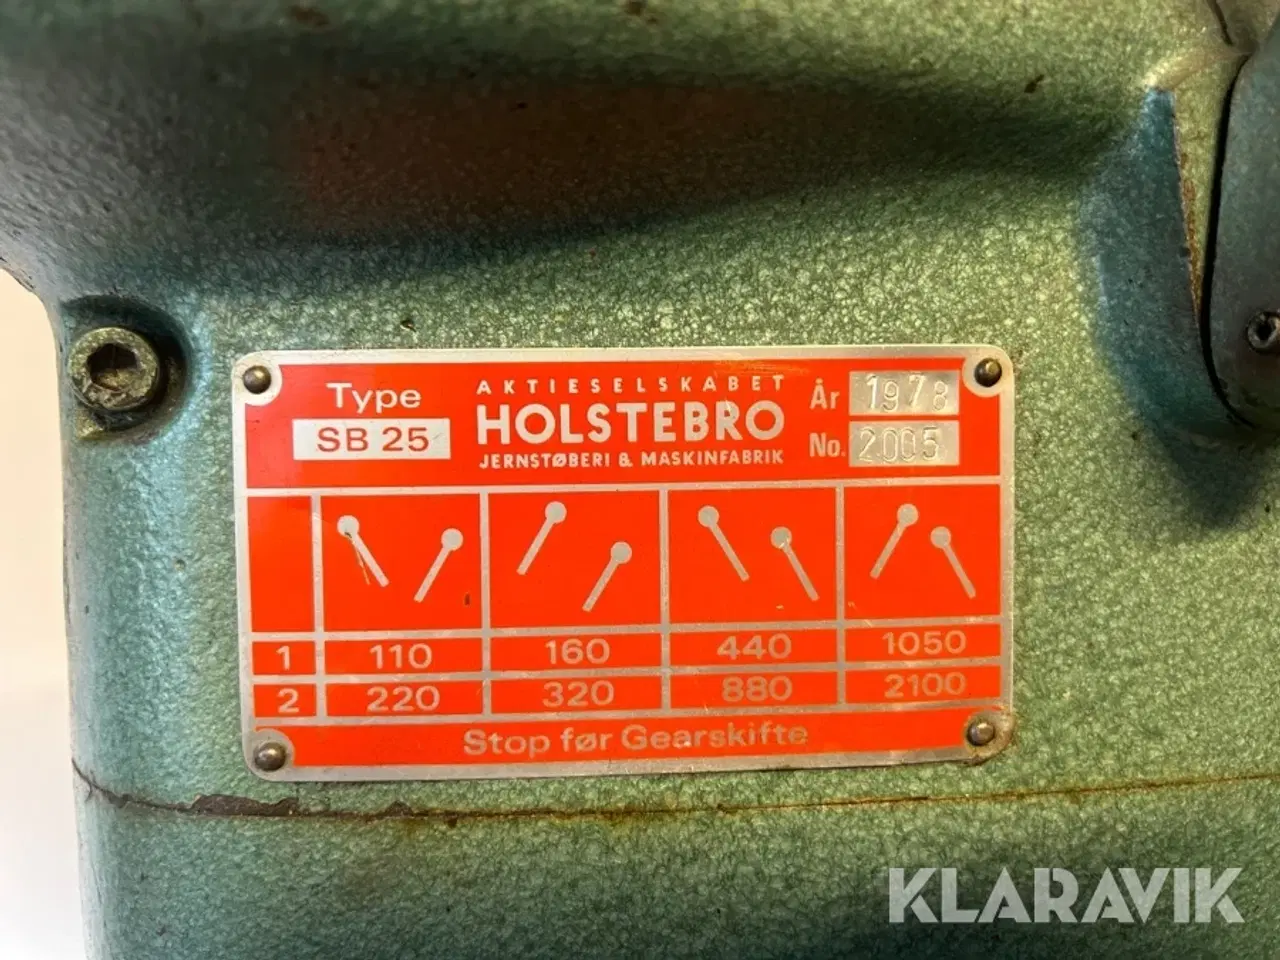 Type
SB 25
AKTIESELSKABET
HOLSTEBRO
JERNSTØBERI & MASKINFABRIK
År 1978
No. 2005
1 110 160 440 1050
2 220 320 880 2100
Stop før Gearskifte
KLARAVIK